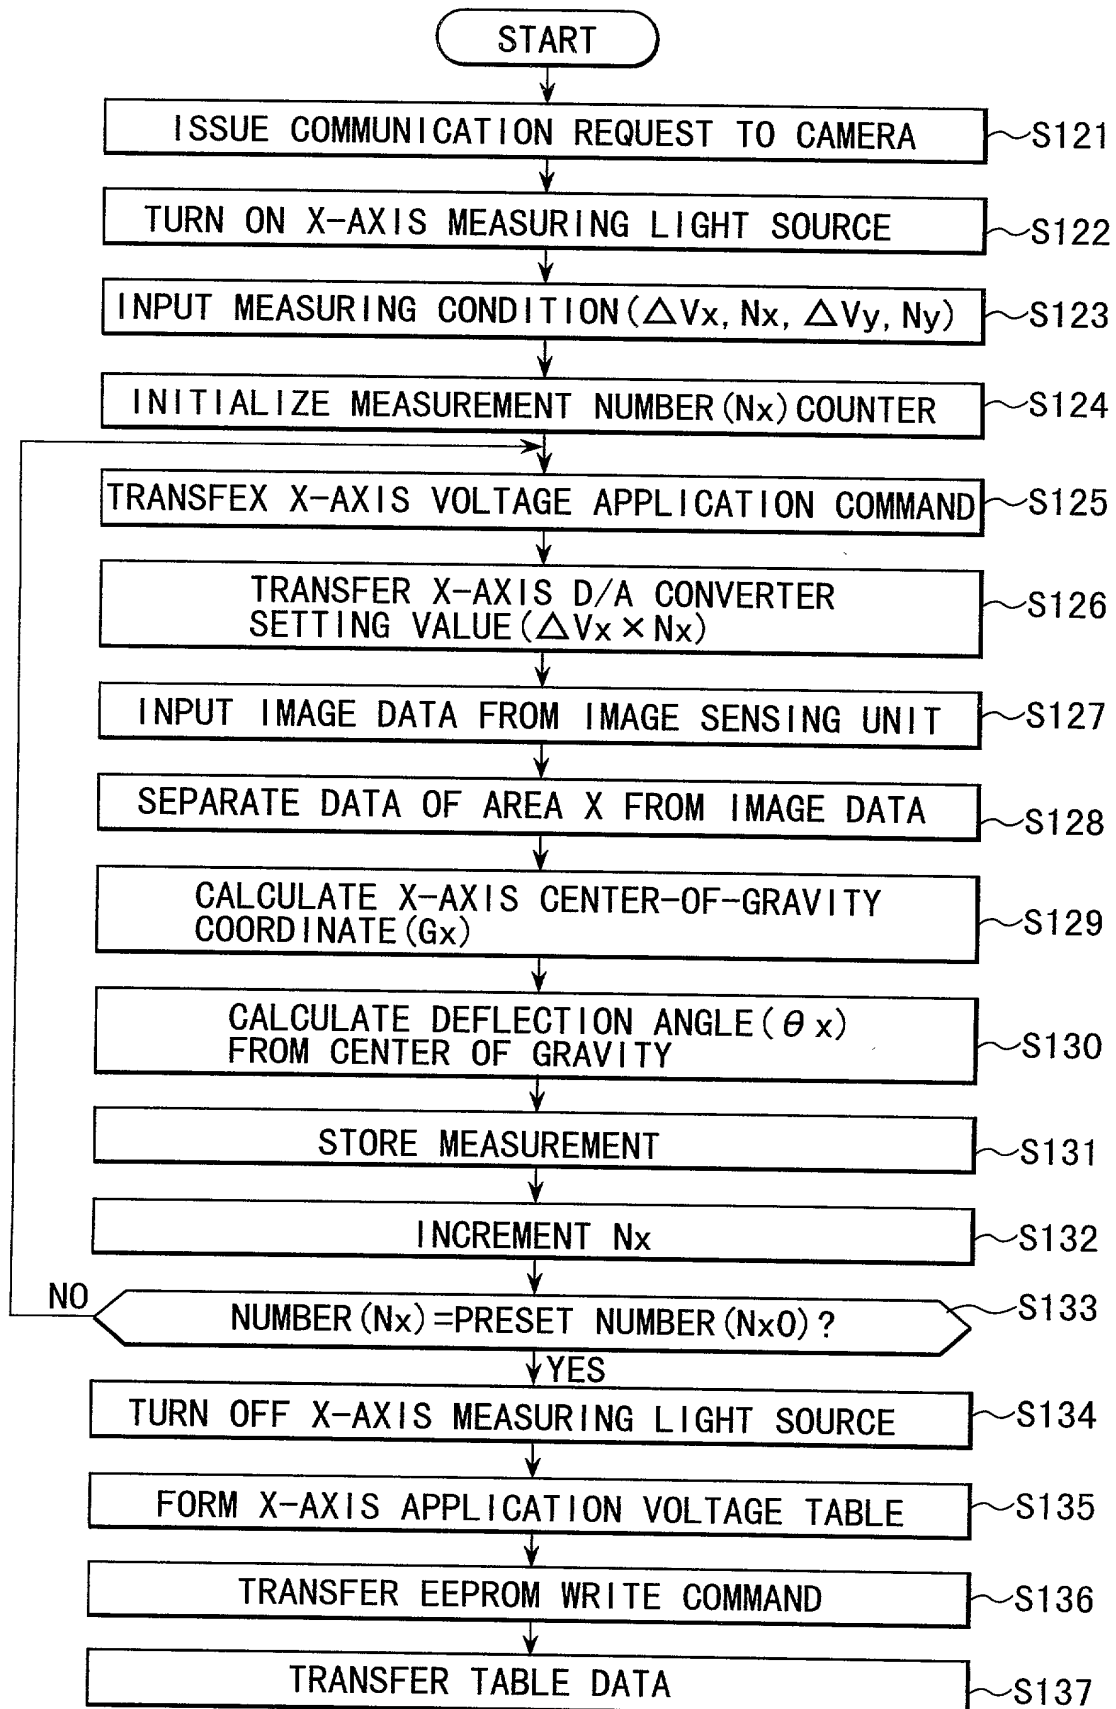 START
ISSUE COMMUNICATION REQUEST TO CAMERA
S121
TURN ON X-AXIS MEASURING LIGHT SOURCE
S122
INPUT MEASURING CONDITION(△Vx, Nx, △Vy, Ny)
S123
INITIALIZE MEASUREMENT NUMBER(Nx)COUNTER
S124
TRANSFEX X-AXIS VOLTAGE APPLICATION COMMAND
S125
TRANSFER X-AXIS D/A CONVERTER
SETTING VALUE(△Vx×Nx)
S126
INPUT IMAGE DATA FROM IMAGE SENSING UNIT
S127
SEPARATE DATA OF AREA X FROM IMAGE DATA
S128
CALCULATE X-AXIS CENTER-OF-GRAVITY
COORDINATE(Gx)
S129
CALCULATE DEFLECTION ANGLE(θx)
FROM CENTER OF GRAVITY
S130
STORE MEASUREMENT
S131
INCREMENT Nx
S132
NO
NUMBER(Nx)=PRESET NUMBER(Nx0)?
S133
YES
TURN OFF X-AXIS MEASURING LIGHT SOURCE
S134
FORM X-AXIS APPLICATION VOLTAGE TABLE
S135
TRANSFER EEPROM WRITE COMMAND
S136
TRANSFER TABLE DATA
S137